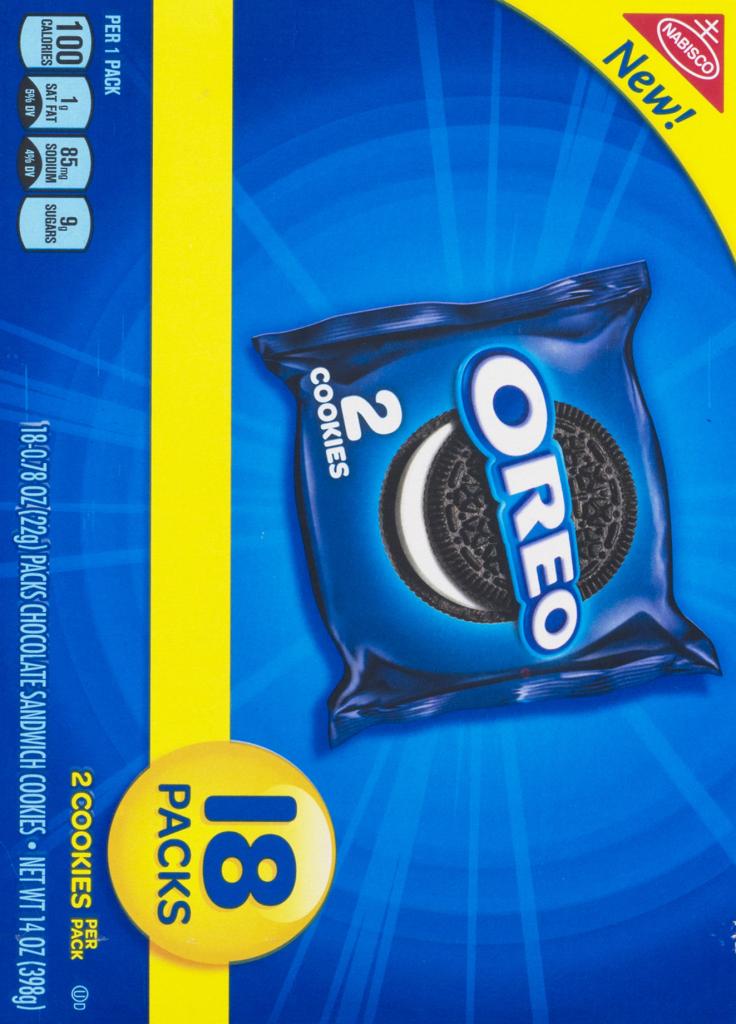 NABISCO
New!
OREO
2
COOKIES
18
PACKS
PER 1 PACK
100
CALORIES
1g
SAT FAT
5% DV
85mg
SODIUM
4% DV
9g
SUGARS
2 COOKIES PER PACK
UD
18-0.78 OZ (22g) PACKS CHOCOLATE SANDWICH COOKIES • NET WT 14 OZ (398g)